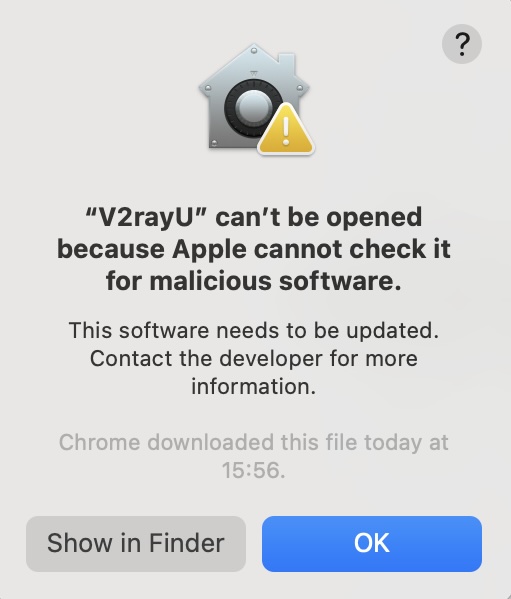 ?
“V2rayU” can’t be opened
because Apple cannot check it
for malicious software.
This software needs to be updated.
Contact the developer for more
information.
Chrome downloaded this file today at
15:56.
Show in Finder
OK